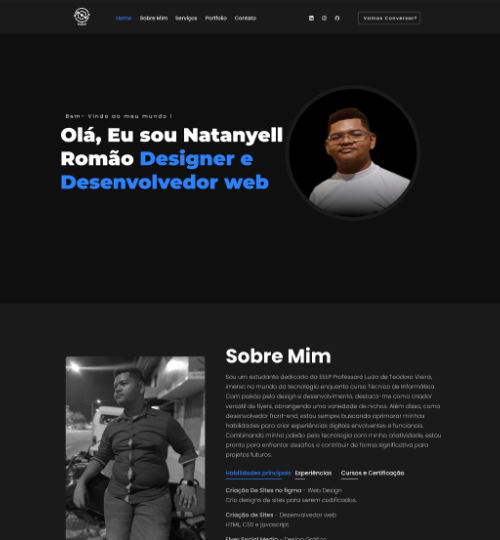 Home Sobre Mim Serviços Portfolio Contato
Vamos Conversar?
Bem- Vindo ao meu mundo !
Olá, Eu sou Natanyell
Romão Designer e
Desenvolvedor web
Sobre Mim
Sou um estudante dedicado da EEEP Professora Luiza de Teodoro Vieira,
imerso no mundo da tecnologia enquanto curso Técnico de Informática.
Com paixão pelo design e desenvolvimento, destaco-me como criador
versátil de flyers, abrangendo uma variedade de nichos. Além disso, como
desenvolvedor front-end, estou sempre buscando aprimorar minhas
habilidades para criar experiências digitais envolventes e funcionais.
Combinando minha paixão pela tecnologia com minha criatividade, estou
pronto para enfrentar desafios e contribuir de forma significativa para
projetos futuros.
Habilidades principais Experiências Cursos e Certificação
Criação De Sites no figma - Web Design
Crio designs de sites para serem codificados.
Criação de Sites - Desenvolvedor web
HTML, CSS e javascript.
Flyer Social Media - Design Gráfico